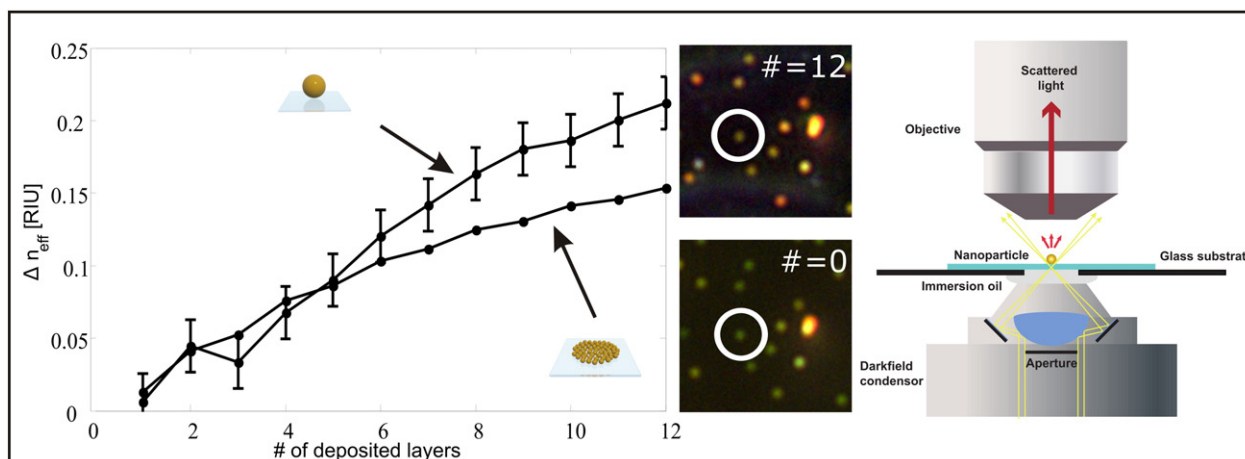 0.25
0.2
0.15
0.1
0.05
0
Δ n_eff [RIU]
0 2 4 6 8 10 12
# of deposited layers
#=12
#=0
Scattered
light
Objective
Nanoparticle
Glass substrat
Immersion oil
Darkfield
condensor
Aperture